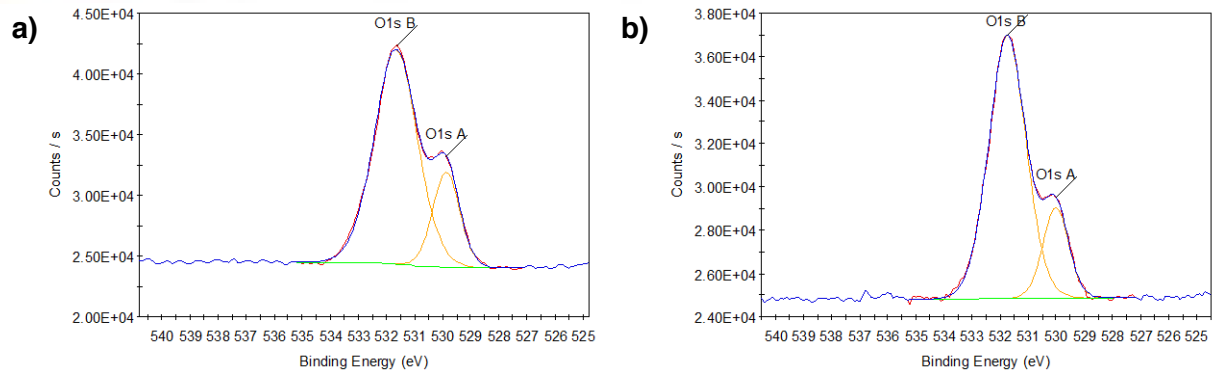 a)
4.50E+04
4.00E+04
3.50E+04
3.00E+04
2.50E+04
2.00E+04
Counts / s
O1s B
O1s A
540 539 538 537 536 535 534 533 532 531 530 529 528 527 526 525
Binding Energy (eV)
b)
3.80E+04
3.60E+04
3.40E+04
3.20E+04
3.00E+04
2.80E+04
2.60E+04
2.40E+04
Counts / s
O1s B
O1s A
540 539 538 537 536 535 534 533 532 531 530 529 528 527 526 525
Binding Energy (eV)